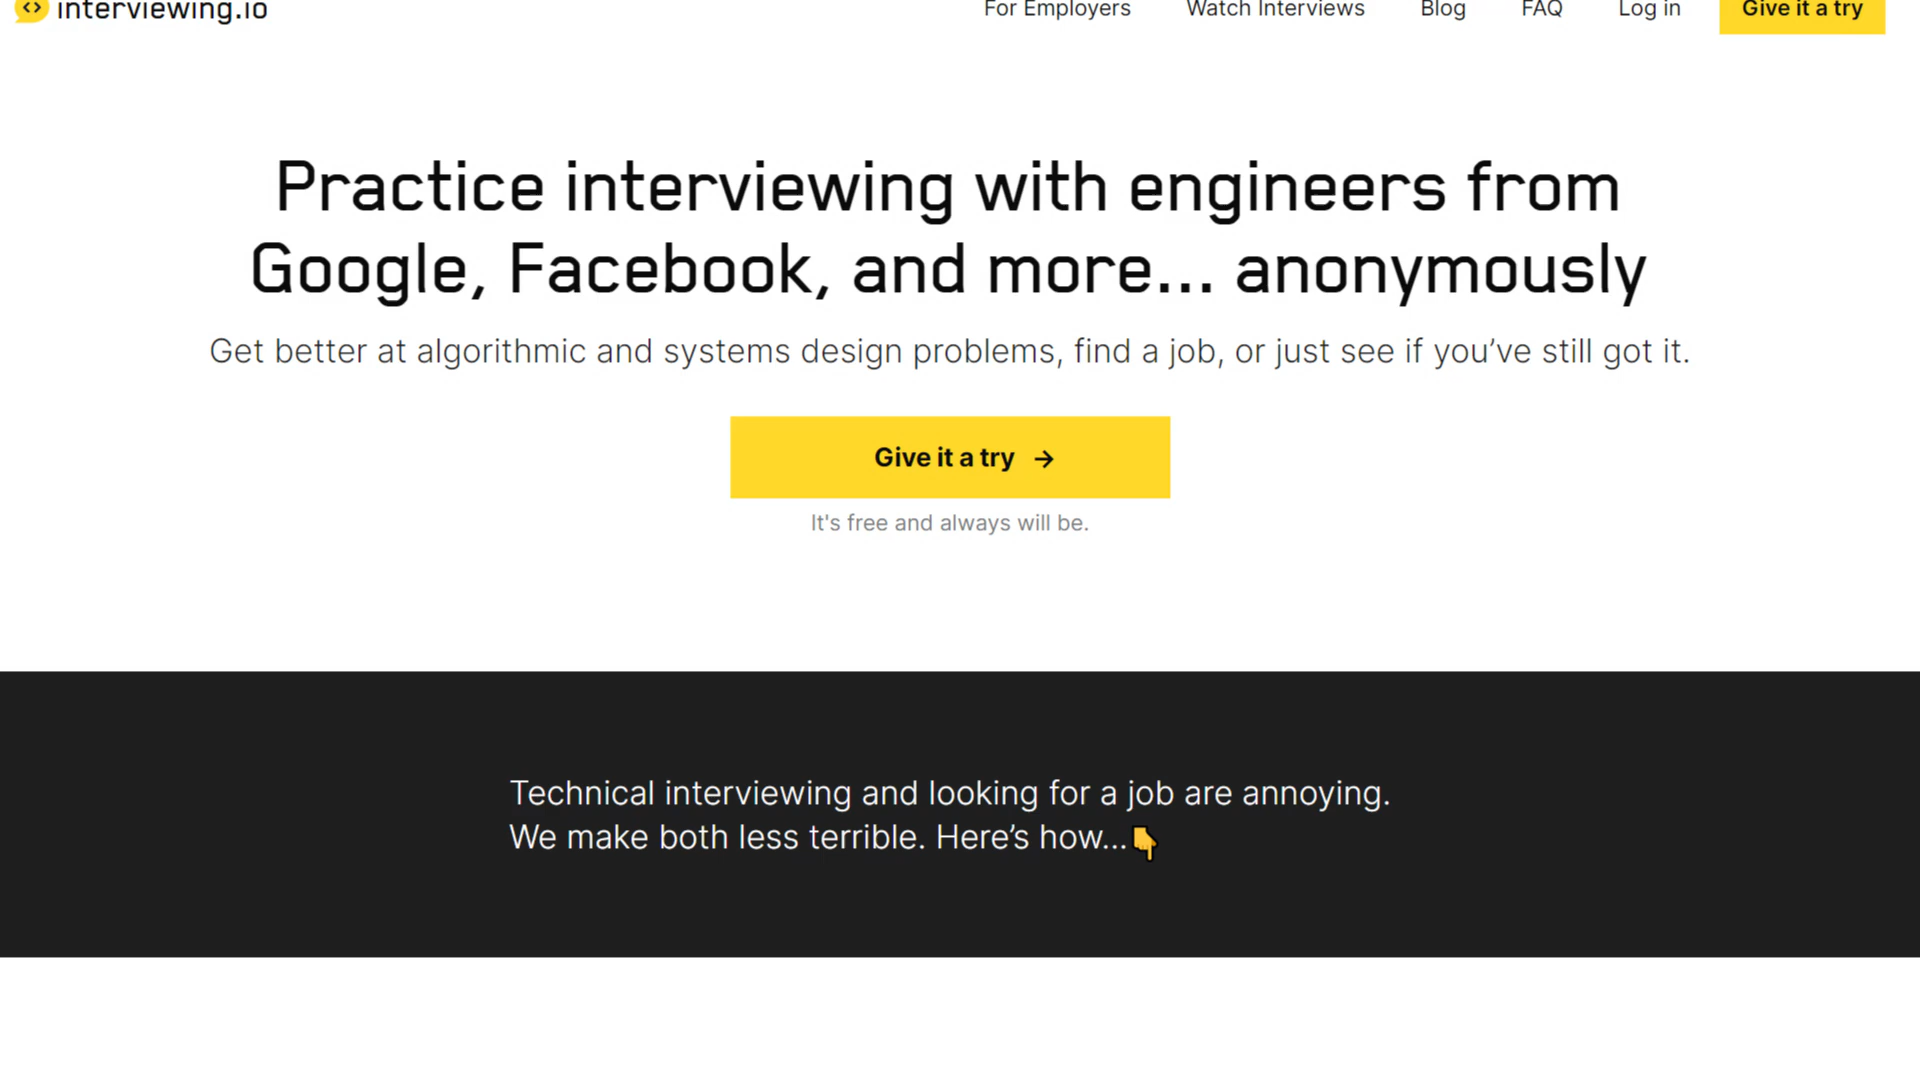 interviewing.io
For Employers Watch Interviews Blog FAQ Log in Give it a try
Practice interviewing with engineers from
Google, Facebook, and more... anonymously
Get better at algorithmic and systems design problems, find a job, or just see if you’ve still got it.
Give it a try →
It's free and always will be.
Technical interviewing and looking for a job are annoying.
We make both less terrible. Here’s how...👇